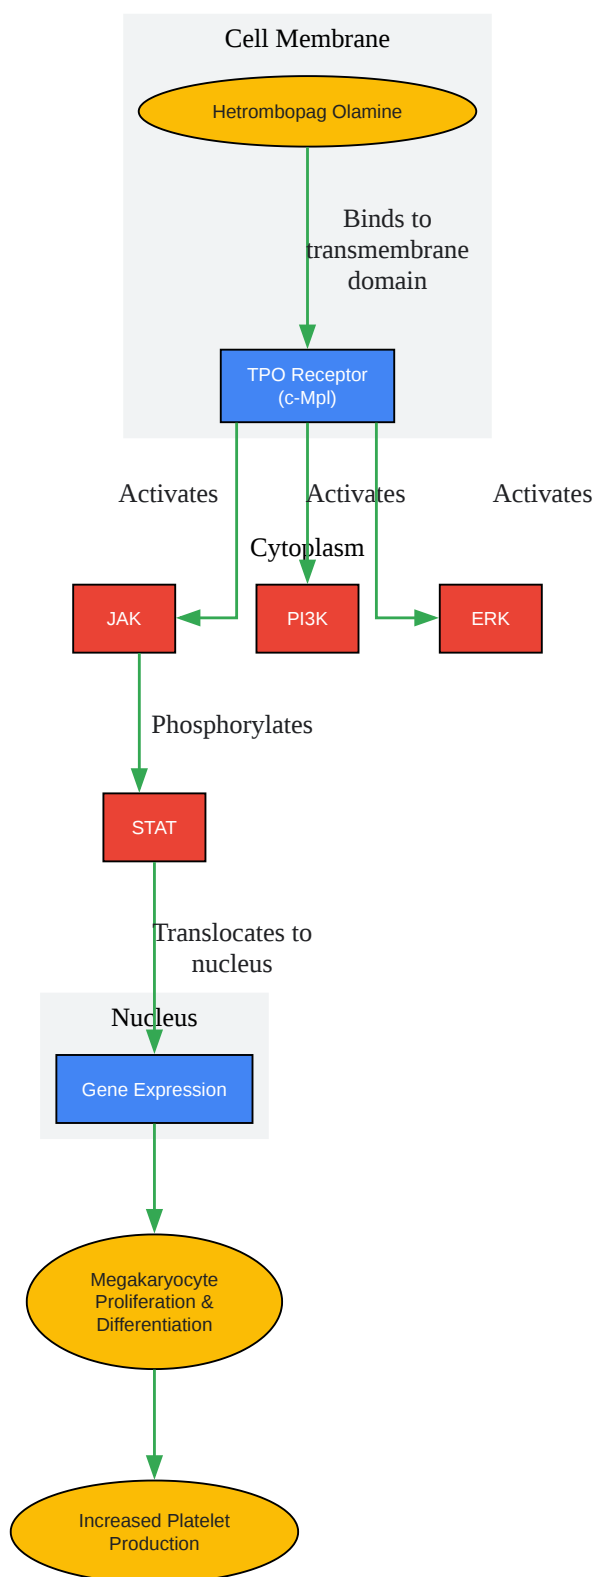 Cell Membrane
Hetrombopag Olamine
Binds to
transmembrane
domain
TPO Receptor
(c-Mpl)
Activates
Activates
Activates
Cytoplasm
JAK
PI3K
ERK
Phosphorylates
STAT
Translocates to
nucleus
Nucleus
Gene Expression
Megakaryocyte
Proliferation &
Differentiation
Increased Platelet
Production